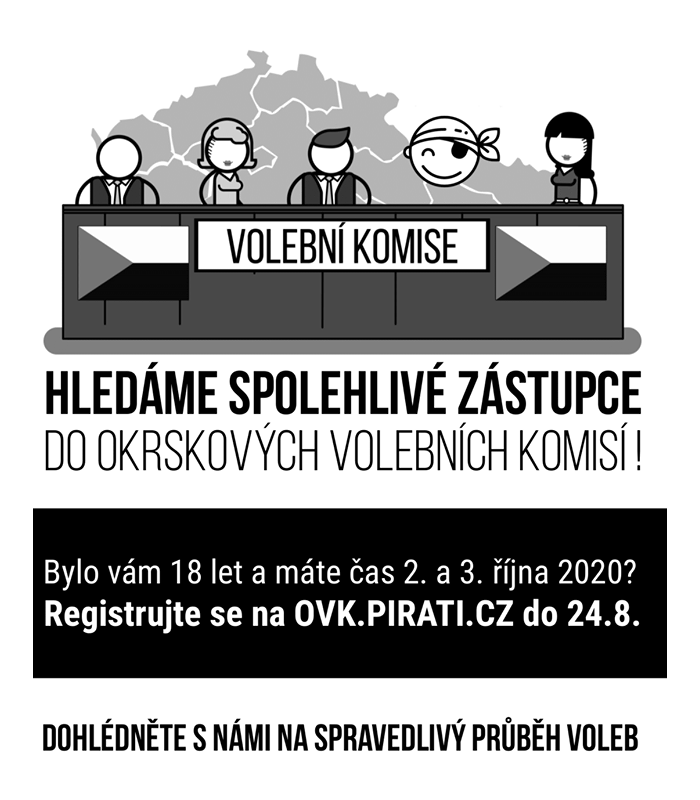 VOLEBNÍ KOMISE
HLEDÁME SPOLEHLIVÉ ZÁSTUPCE
DO OKRSKOVÝCH VOLEBNÍCH KOMISÍ!
Bylo vám 18 let a máte čas 2. a 3. října 2020?
Registrujte se na OVK.PIRATI.CZ do 24.8.
DOHLÉDNĚTE S NÁMI NA SPRAVEDLIVÝ PRŮBĚH VOLEB